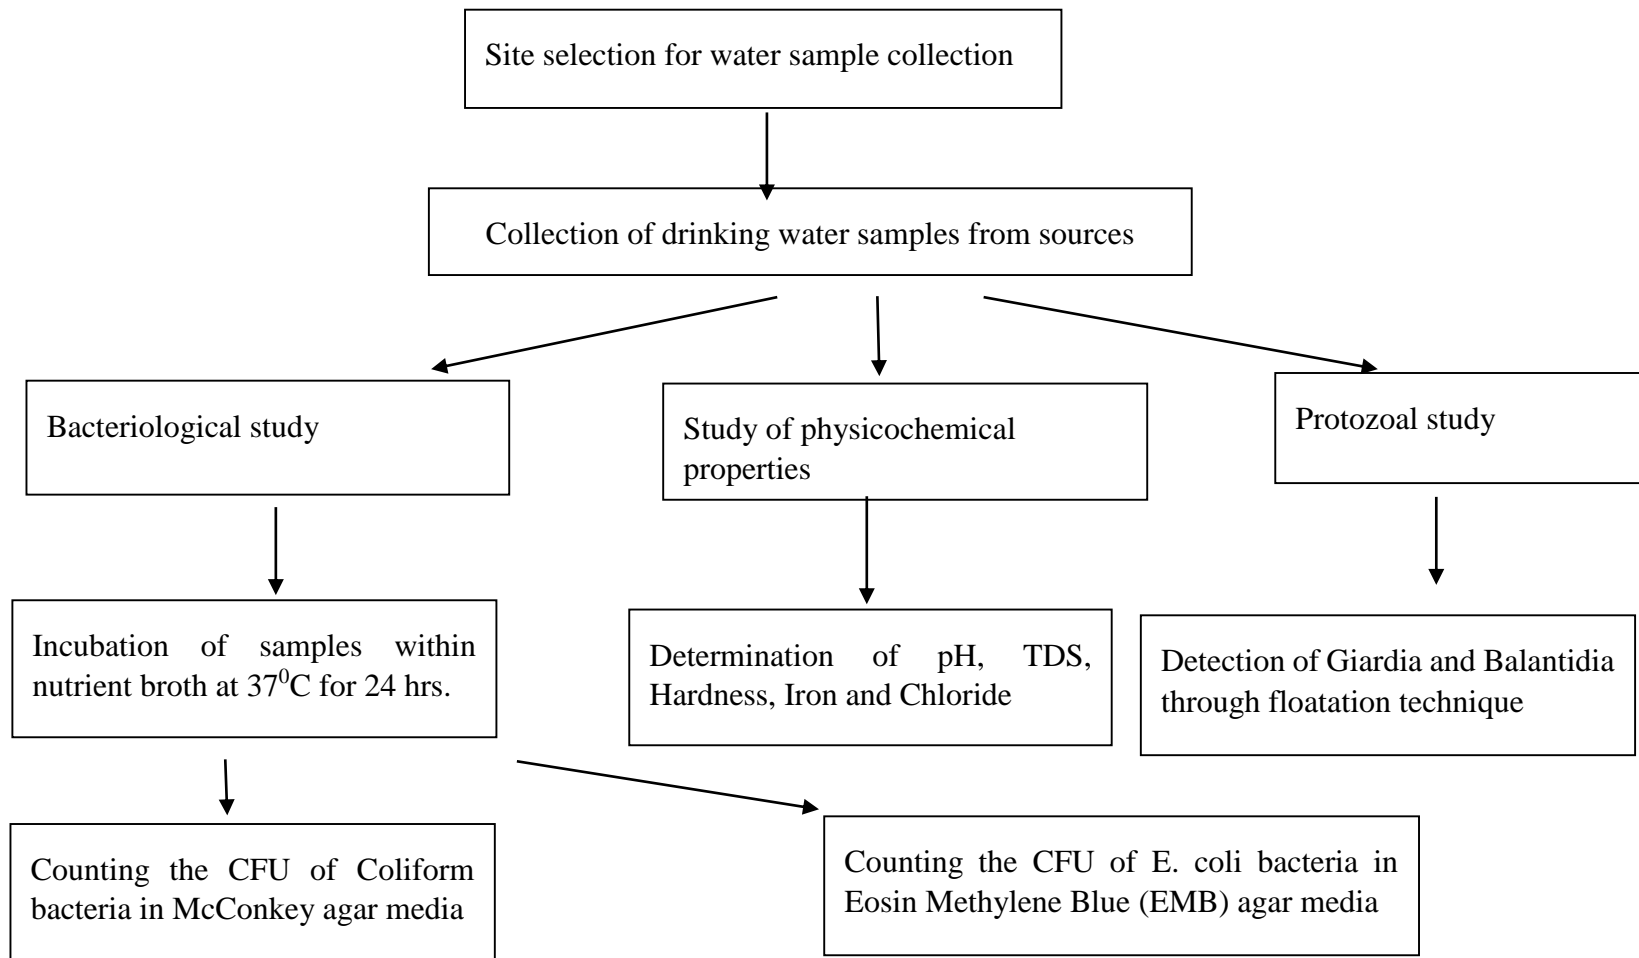 Site selection for water sample collection
Collection of drinking water samples from sources
Bacteriological study
Study of physicochemical
properties
Protozoal study
Incubation of samples within
nutrient broth at 37⁰C for 24 hrs.
Determination of pH, TDS,
Hardness, Iron and Chloride
Detection of Giardia and Balantidia
through floatation technique
Counting the CFU of Coliform
bacteria in McConkey agar media
Counting the CFU of E. coli bacteria in
Eosin Methylene Blue (EMB) agar media